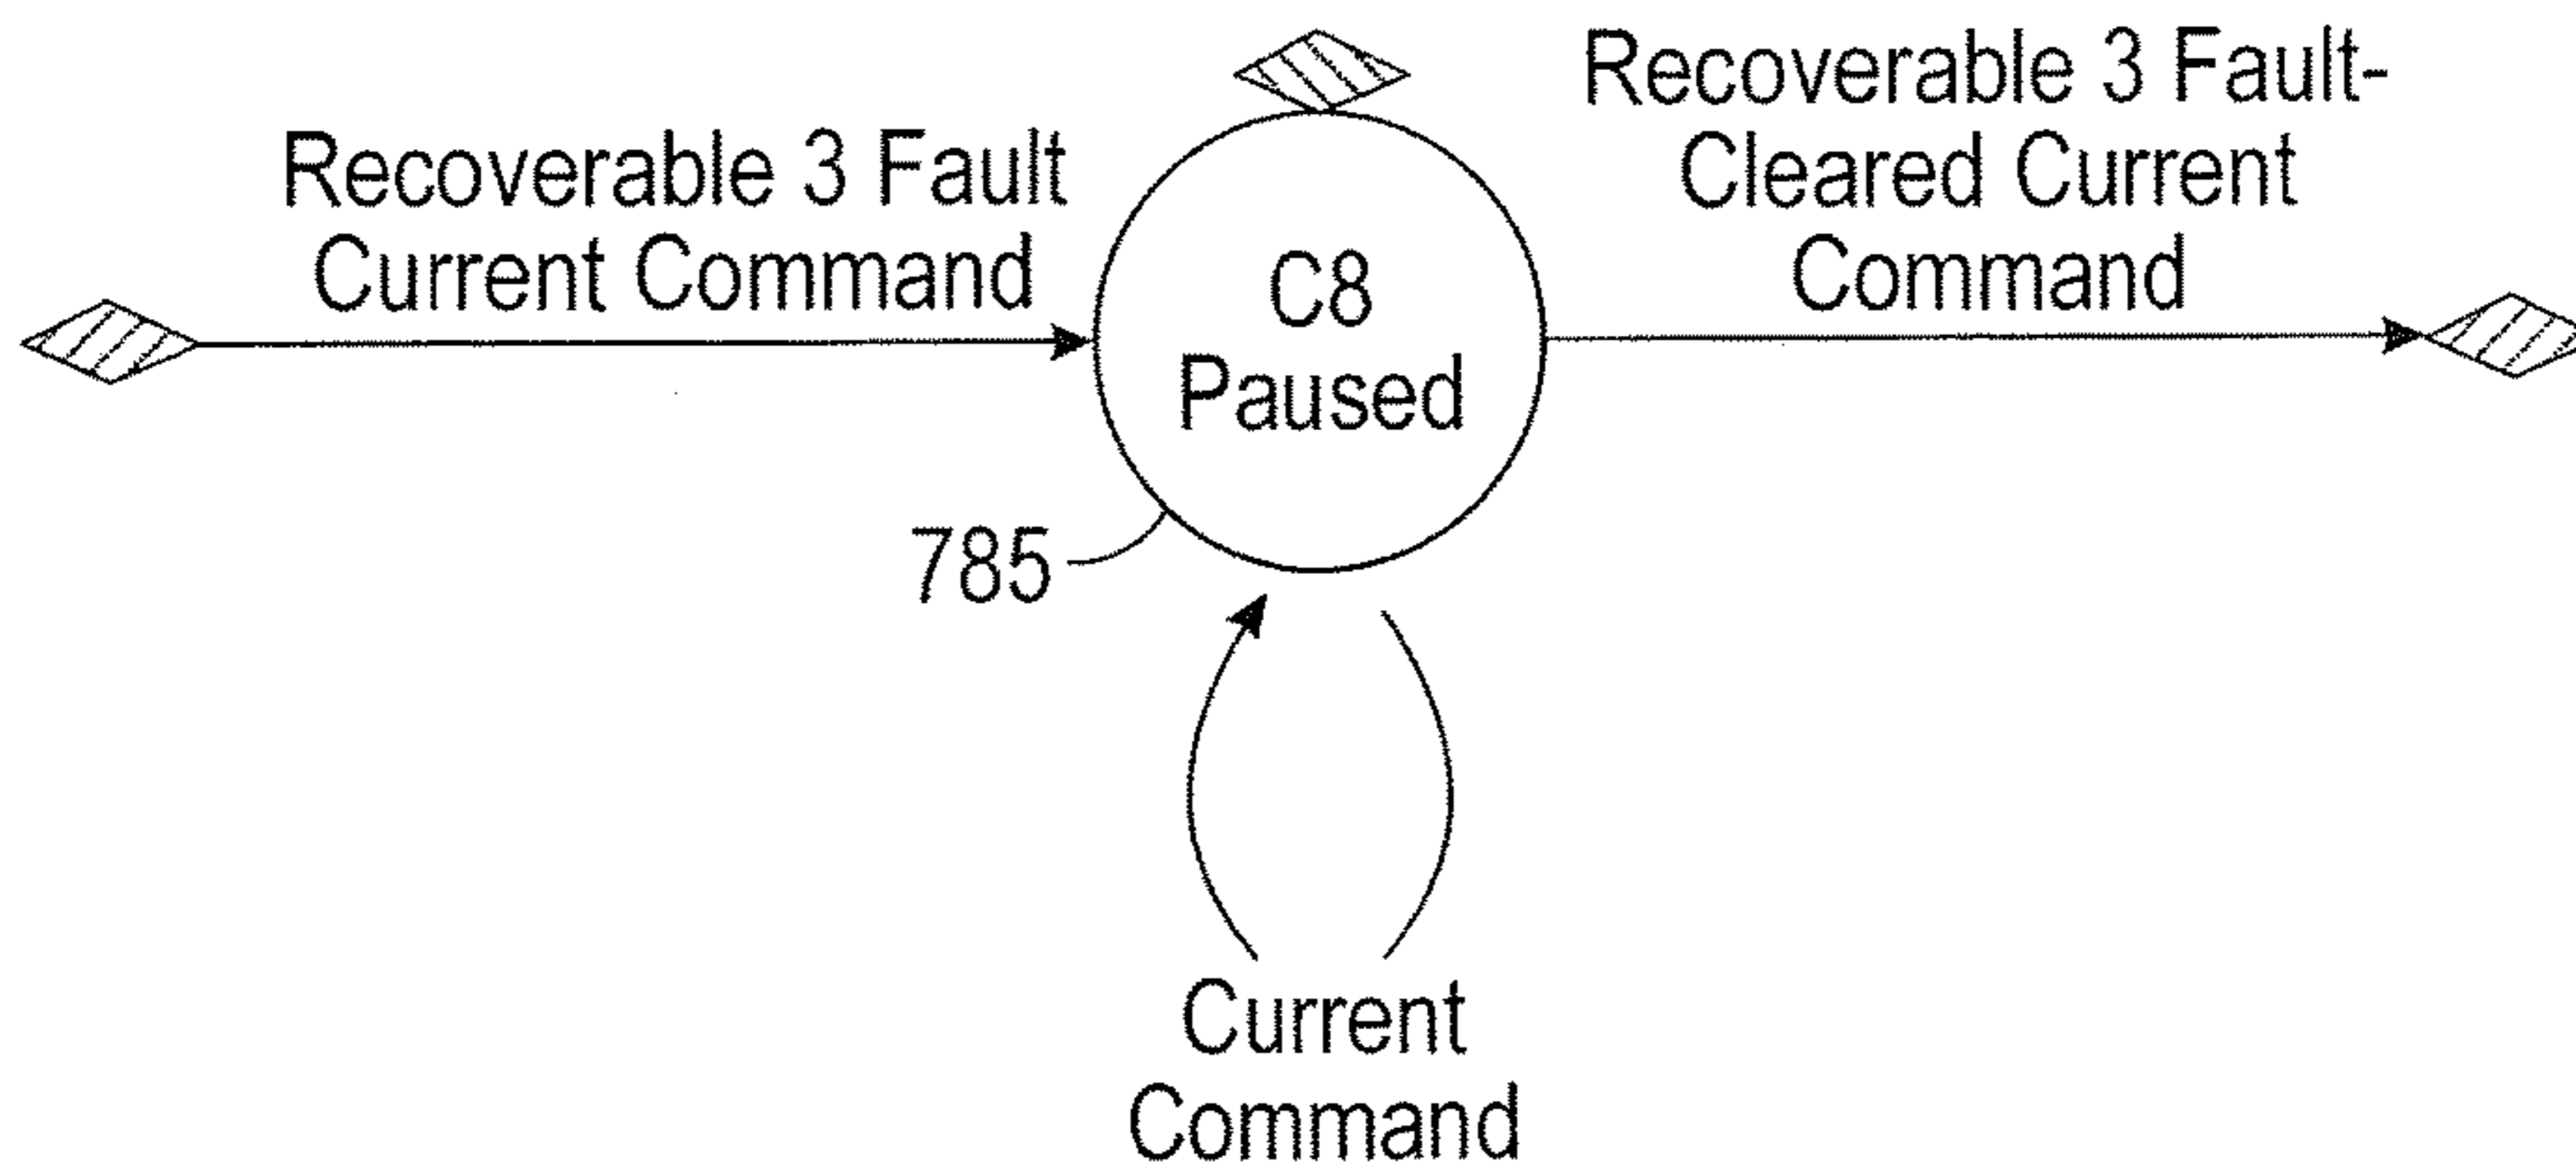 Recoverable 3 Fault
Current Command
C8
Paused
Recoverable 3 Fault-
Cleared Current
Command
785
Current
Command